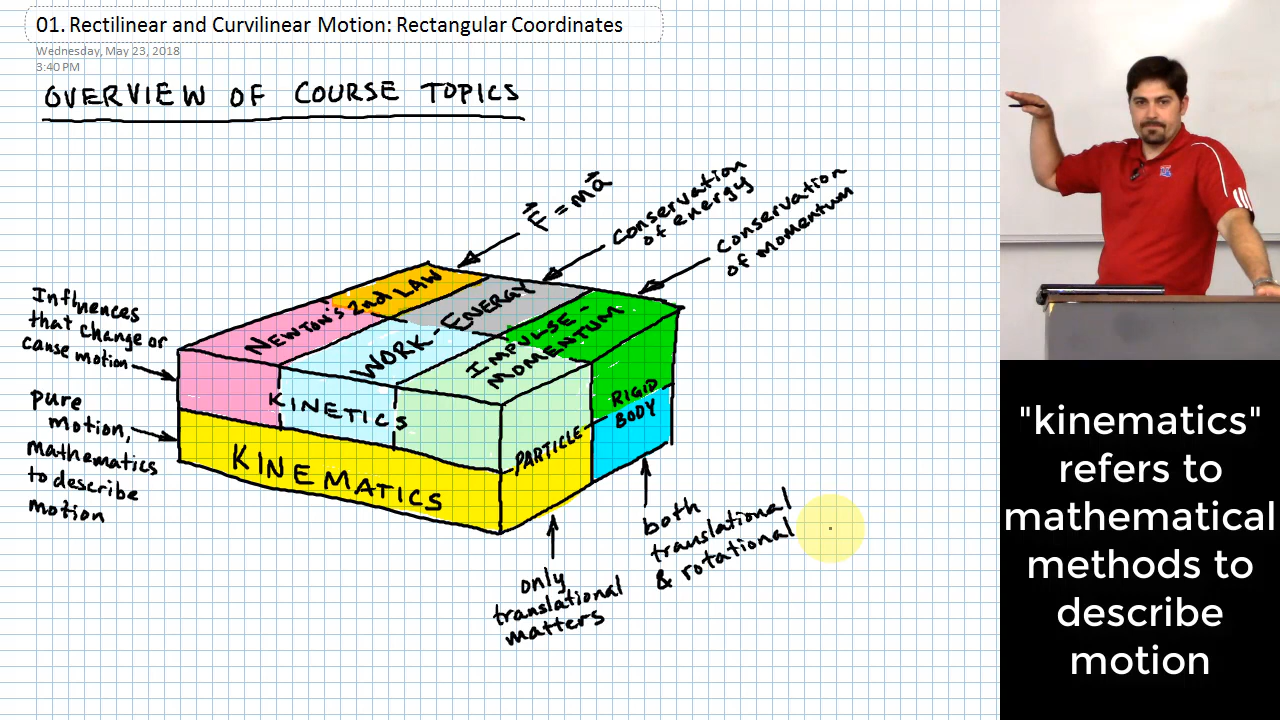 01. Rectilinear and Curvilinear Motion: Rectangular Coordinates
Wednesday, May 23, 2018
3:40 PM
OVERVIEW OF COURSE TOPICS
F = ma
conservation
of energy
conservation
of momentum
Influences
that change or
cause motion
pure
motion,
mathematics
to describe
motion
NEWTON'S 2nd LAW
WORK - ENERGY
IMPULSE -
MOMENTUM
KINETICS
KINEMATICS
PARTICLE
RIGID
BODY
only
translational
matters
both
translational
& rotational
"kinematics"
refers to
mathematical
methods to
describe
motion